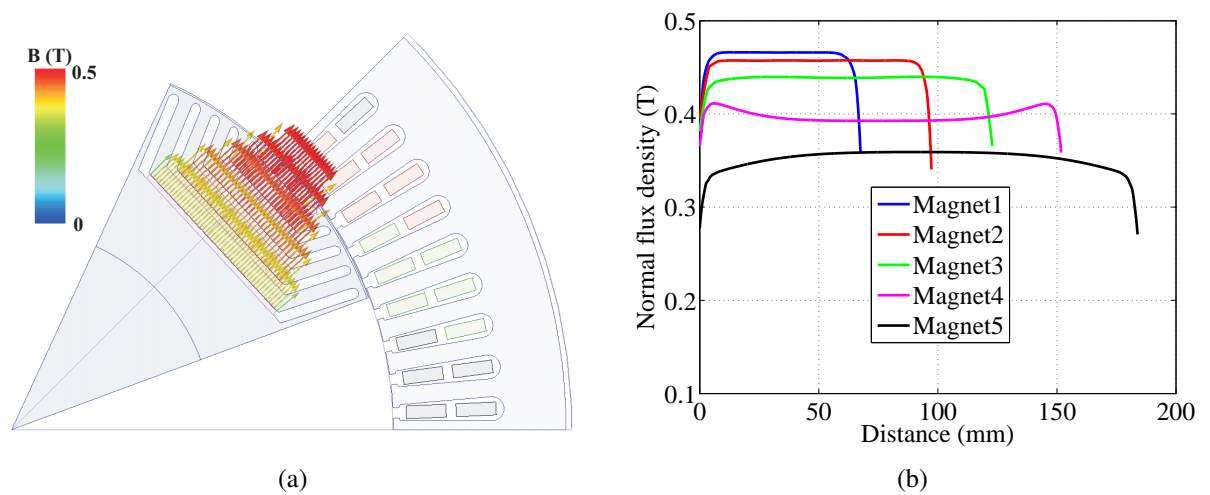 B (T)
0.5
0
(a)
Normal flux density (T)
0.5
0.4
0.3
0.2
0.1
0
50
100
150
200
Distance (mm)
Magnet1
Magnet2
Magnet3
Magnet4
Magnet5
(b)